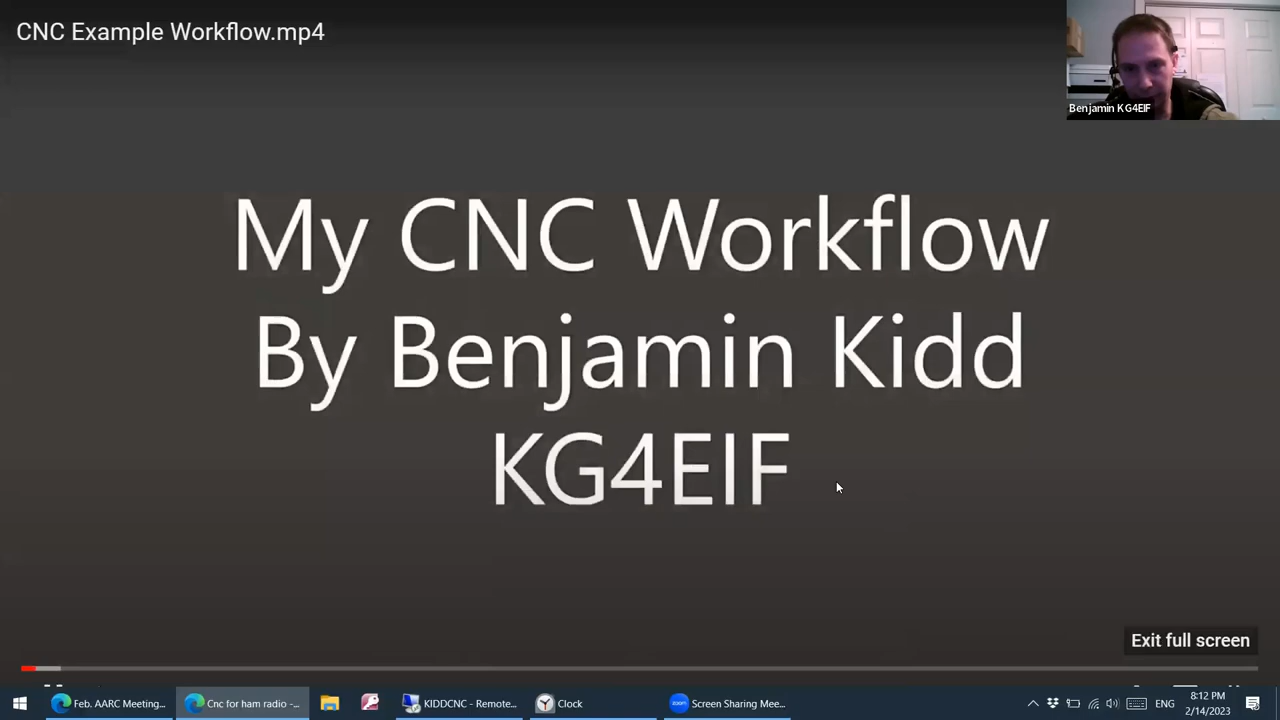 CNC Example Workflow.mp4
Benjamin KG4EIF
My CNC Workflow
By Benjamin Kidd
KG4EIF
Exit full screen
Feb. AARC Meeting...
Cnc for ham radio -...
KIDDCNC - Remote...
Clock
zoom
Screen Sharing Mee...
ENG
8:12 PM
2/14/2023